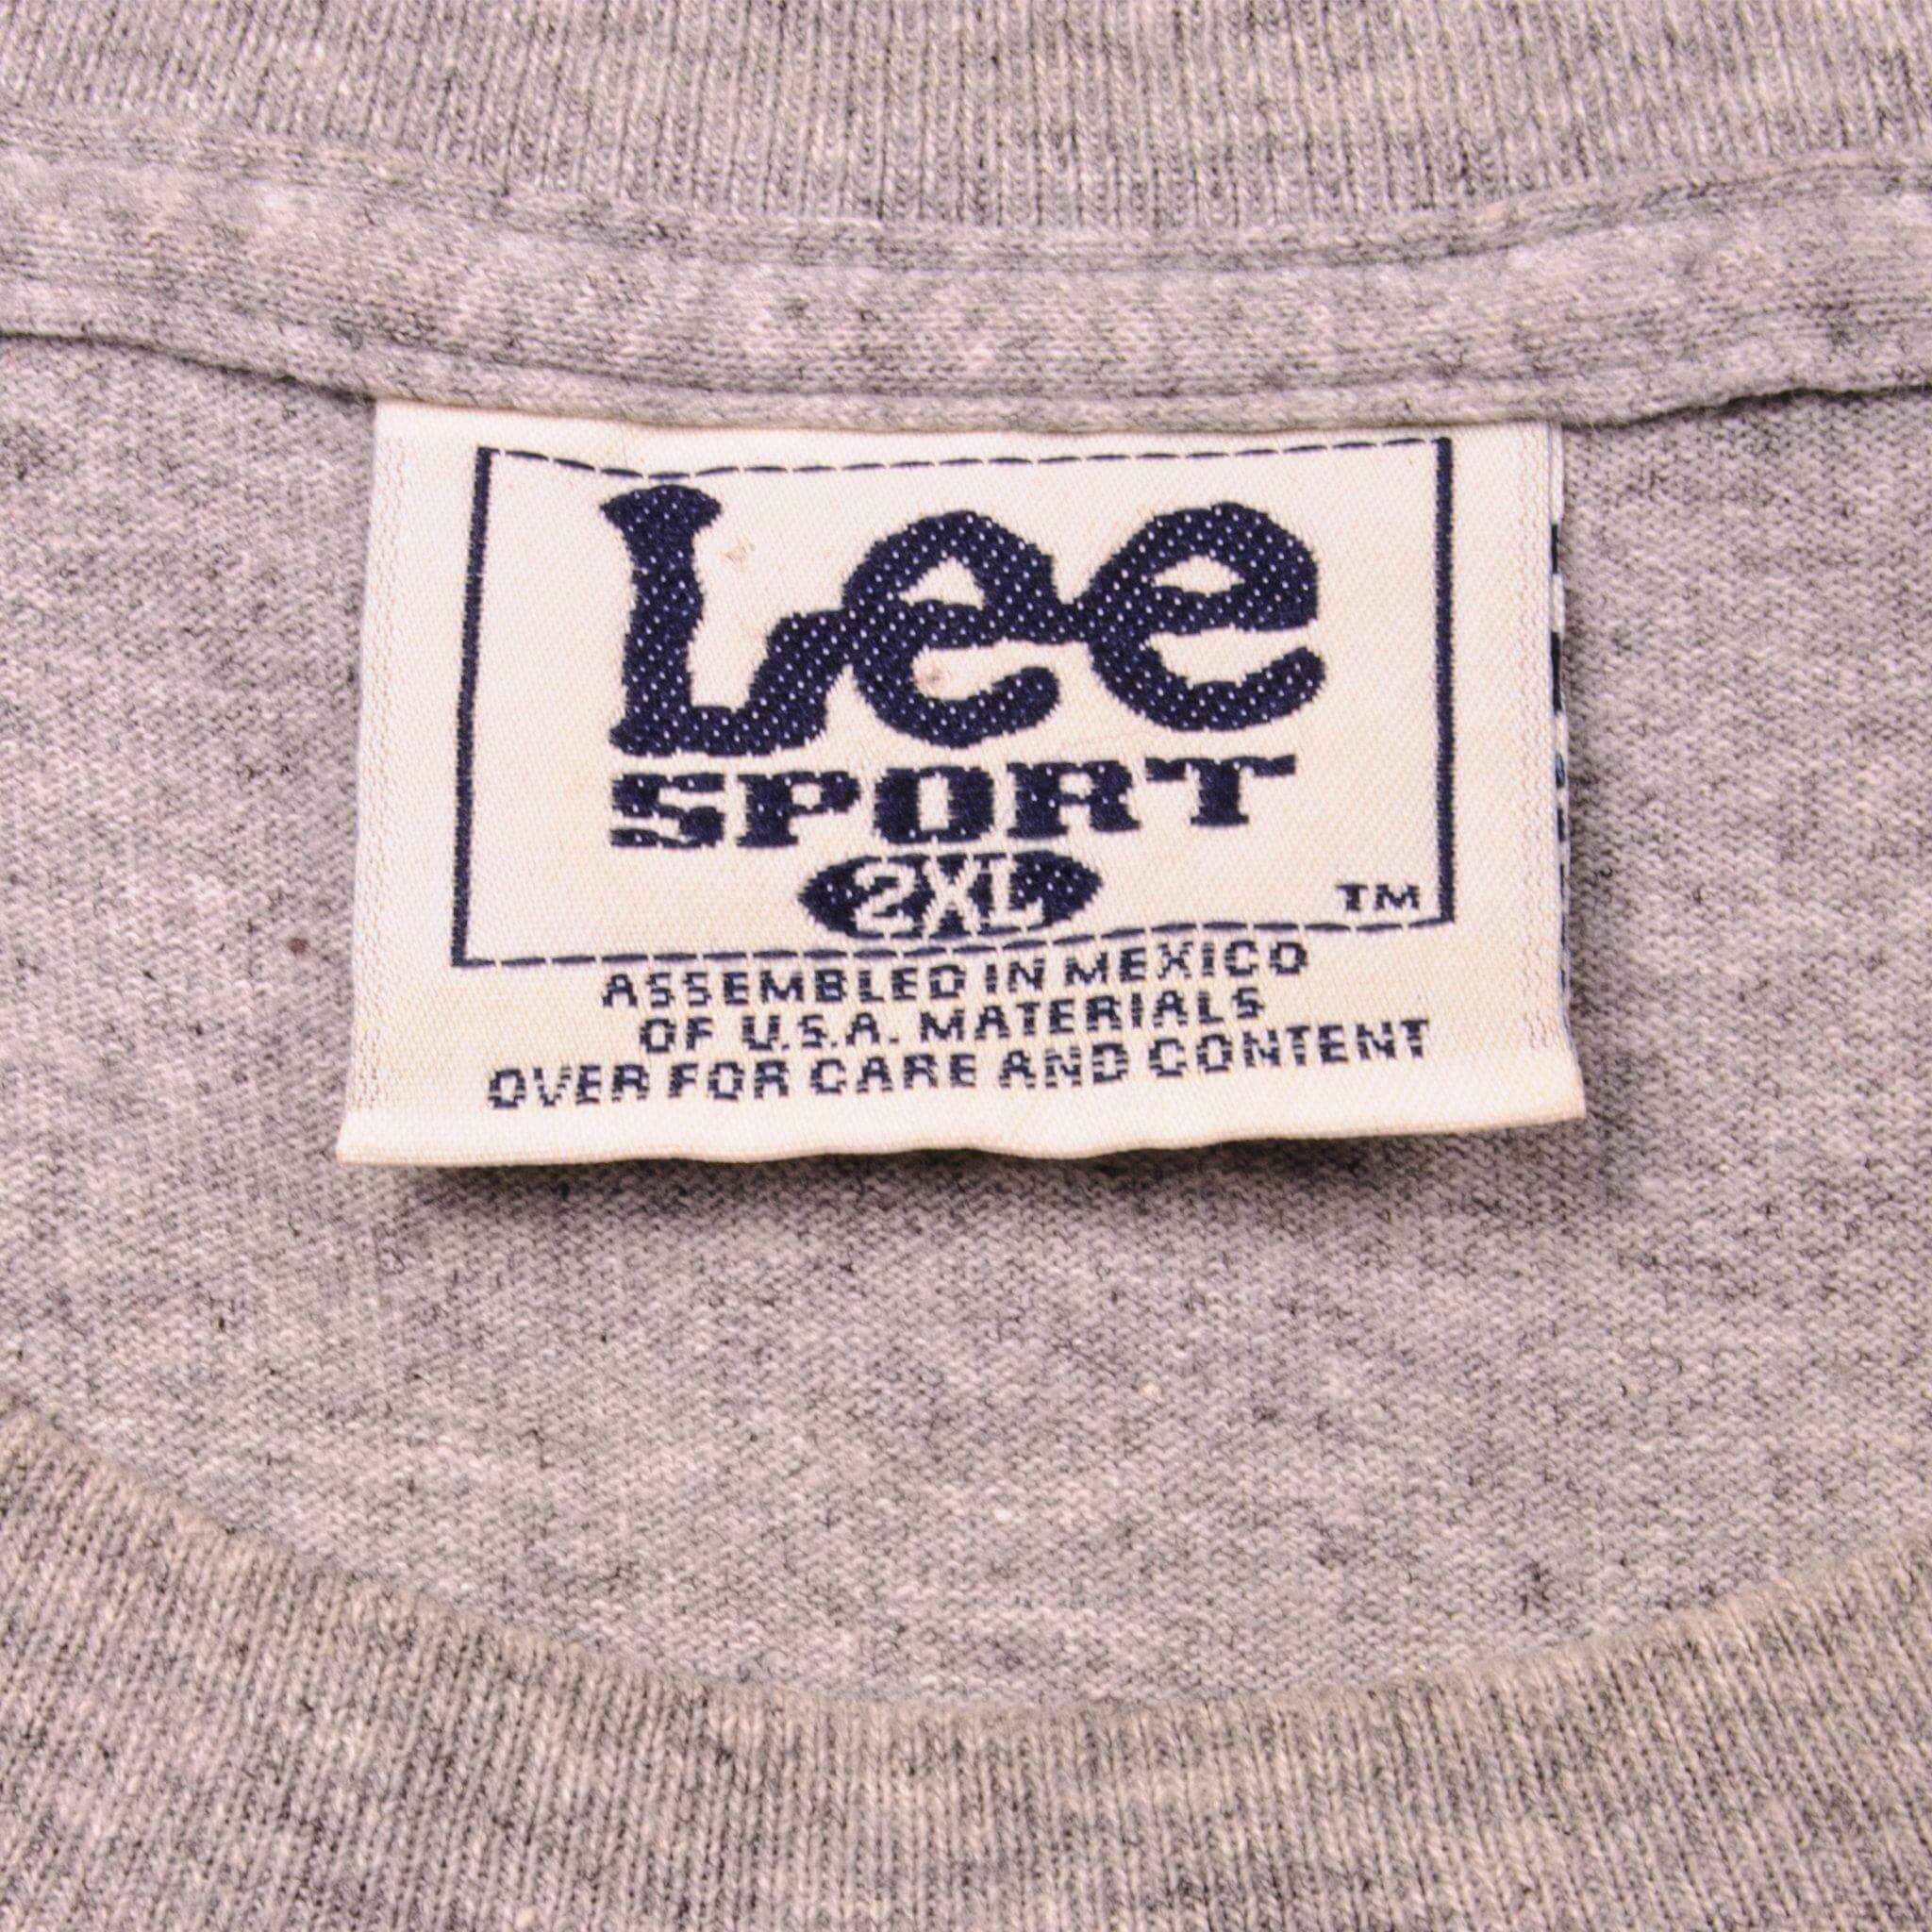 Lee
SPORT
2XL
TM
ASSEMBLED IN MEXICO
OF U.S.A. MATERIALS
OVER FOR CARE AND CONTENT